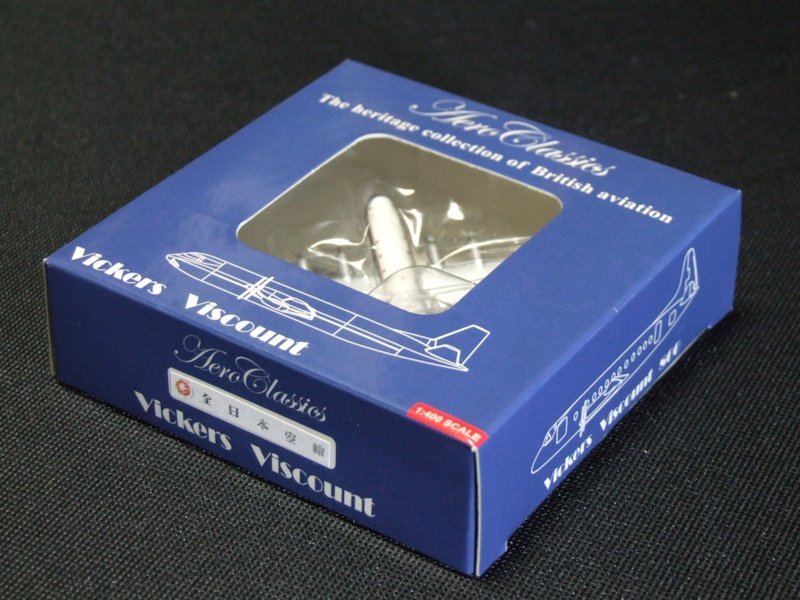 AeroClassics
The heritage collection of British aviation
Vickers Viscount
AeroClassics
全日本空輸
Vickers Viscount
1:400 SCALE
Vickers Viscount